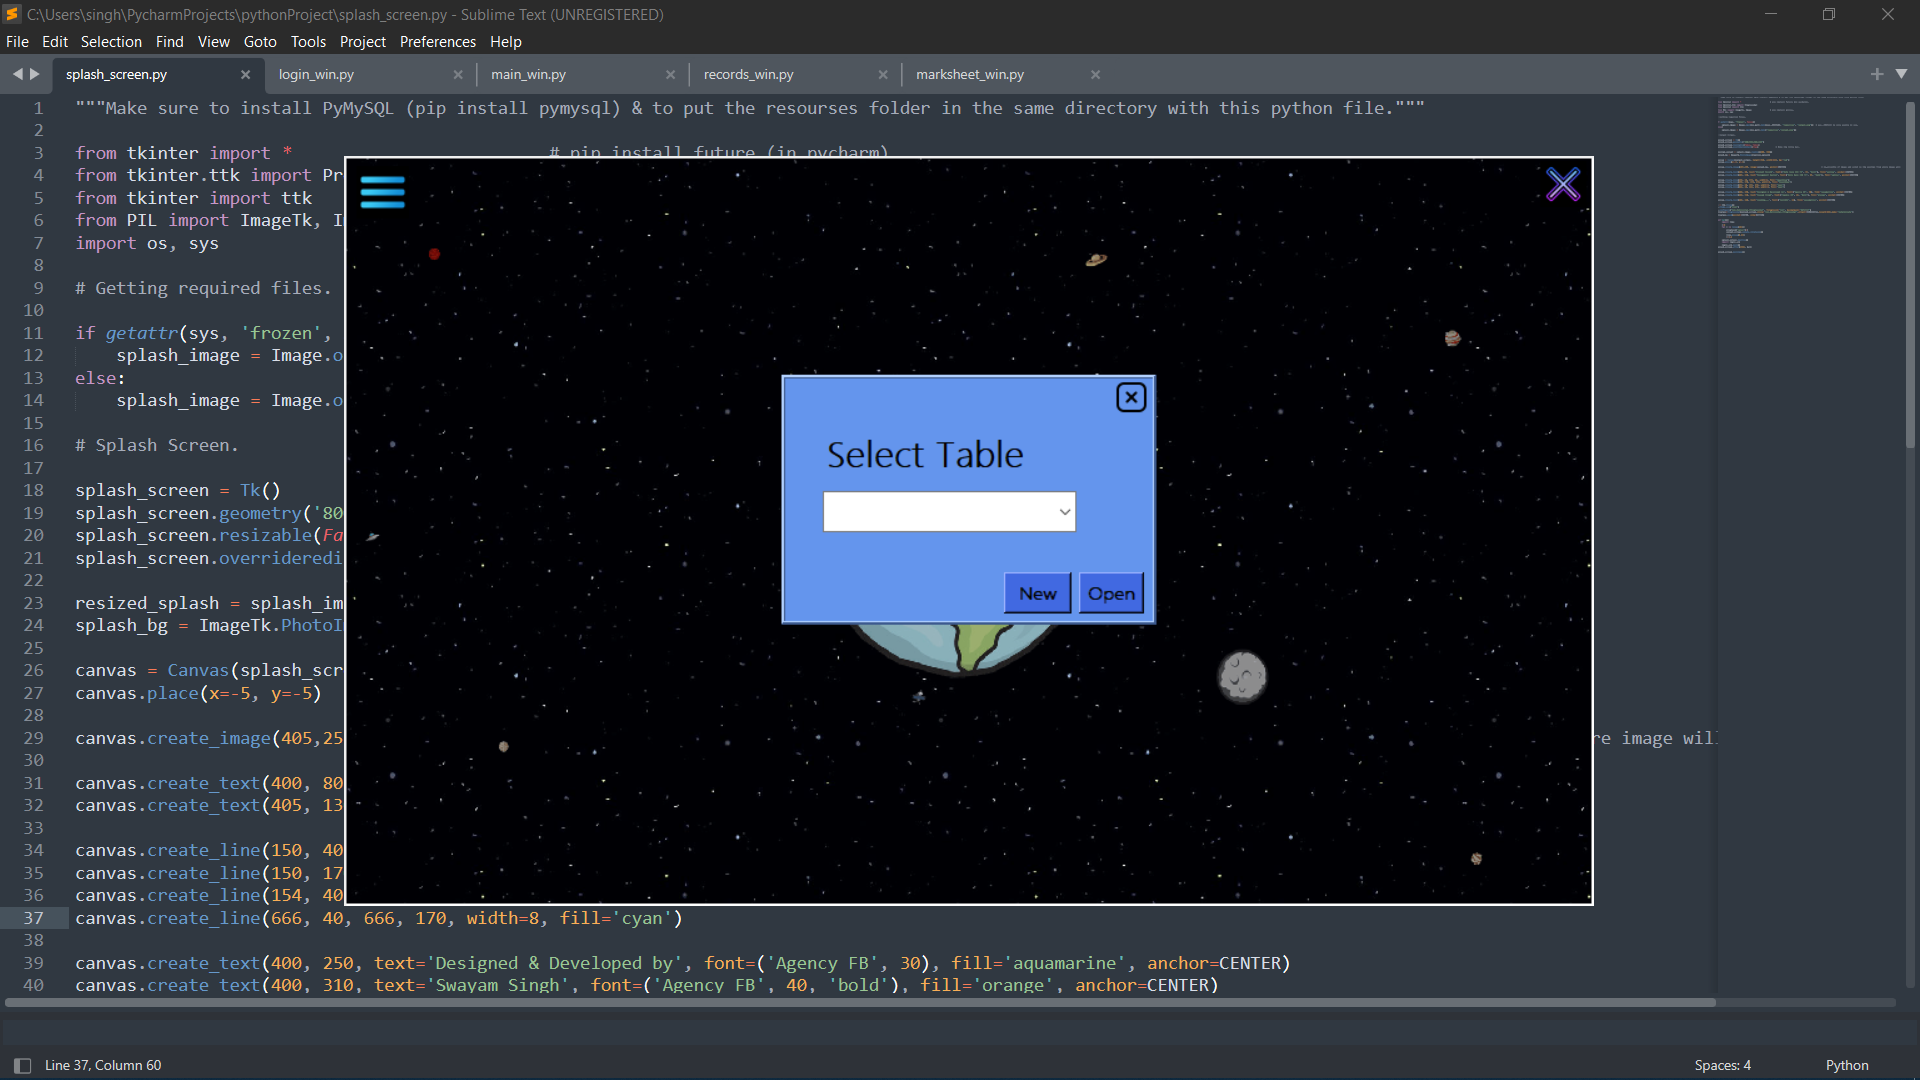 C:\Users\singh\PycharmProjects\pythonProject\splash_screen.py - Sublime Text (UNREGISTERED)
File Edit Selection Find View Goto Tools Project Preferences Help
splash_screen.py login_win.py main_win.py records_win.py marksheet_win.py
1 """Make sure to install PyMySQL (pip install pymysql) & to put the resourses folder in the same directory with this python file."""
2
3 from tkinter import * # pip install future (in pycharm)
4 from tkinter.ttk import Pr
5 from tkinter import ttk
6 from PIL import ImageTk, I
7 import os, sys
8
9 # Getting required files.
10
11 if getattr(sys, 'frozen',
12 splash_image = Image.o
13 else:
14 splash_image = Image.o
15
16 # Splash Screen.
17
18 splash_screen = Tk()
19 splash_screen.geometry('80
20 splash_screen.resizable(Fa
21 splash_screen.overrideredi
22
23 resized_splash = splash_im
24 splash_bg = ImageTk.PhotoI
25
26 canvas = Canvas(splash_scr
27 canvas.place(x=-5, y=-5)
28
29 canvas.create_image(405,25 re image will
30
31 canvas.create_text(400, 80
32 canvas.create_text(405, 13
33
34 canvas.create_line(150, 40
35 canvas.create_line(150, 17
36 canvas.create_line(154, 40
37 canvas.create_line(666, 40, 666, 170, width=8, fill='cyan')
38
39 canvas.create_text(400, 250, text='Designed & Developed by', font=('Agency FB', 30), fill='aquamarine', anchor=CENTER)
40 canvas.create_text(400, 310, text='Swayam Singh', font=('Agency FB', 40, 'bold'), fill='orange', anchor=CENTER)
Select Table
New Open
Line 37, Column 60 Spaces: 4 Python